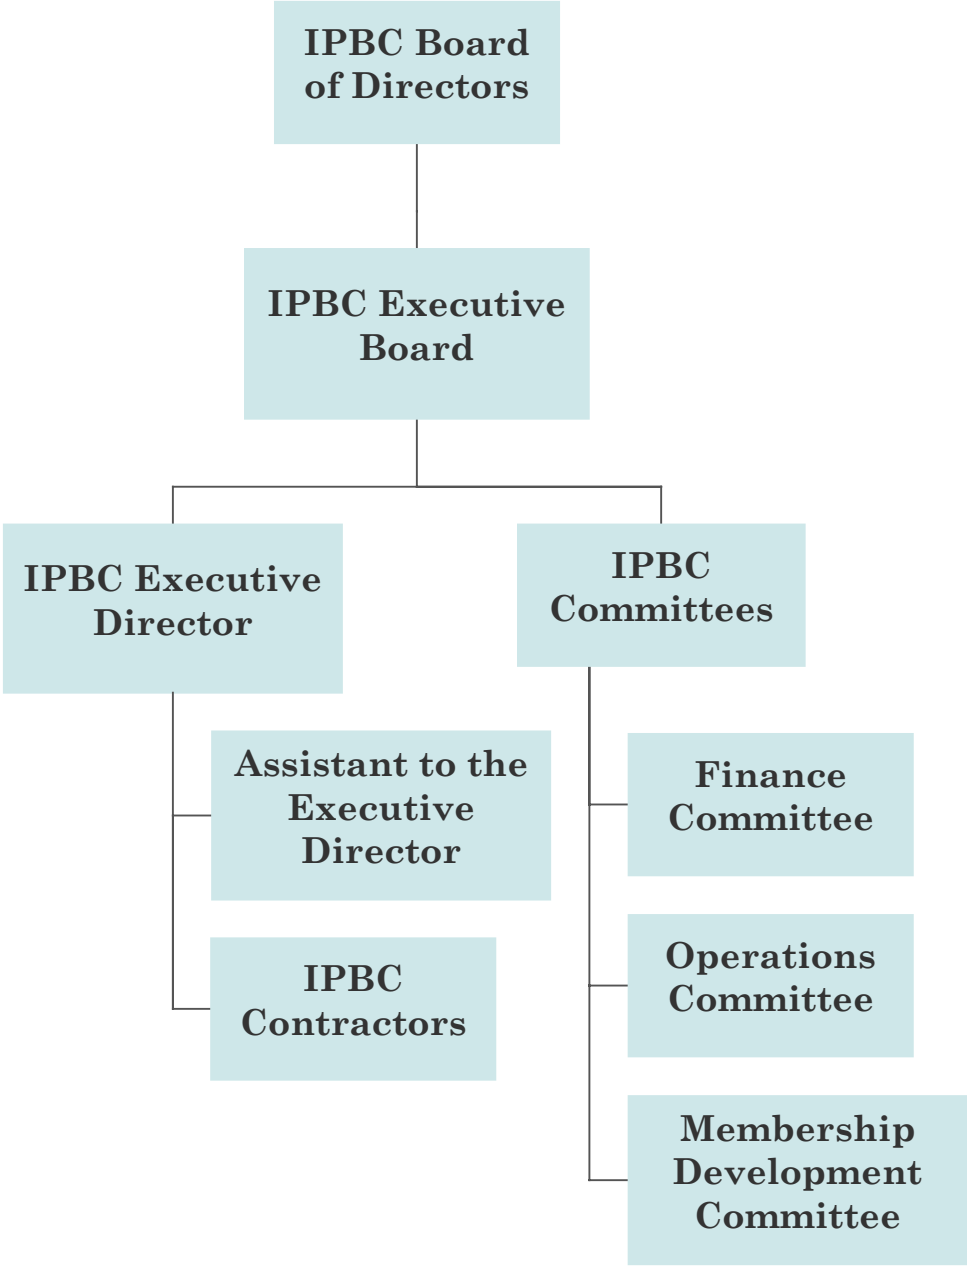 IPBC Board
of Directors
IPBC Executive
Board
IPBC Executive
Director
IPBC
Committees
Assistant to the
Executive
Director
IPBC
Contractors
Finance
Committee
Operations
Committee
Membership
Development
Committee